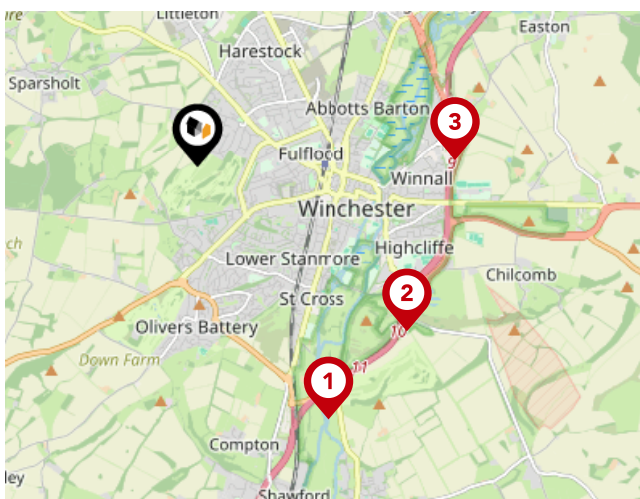 Littleton
Easton
Harestock
Sparsholt
Abbotts Barton
3
Fulflood
9
Winnall
Winchester
Highcliffe
Lower Stanmore
Chilcomb
St Cross
2
Olivers Battery
10
Down Farm
11
1
Compton
Shawford